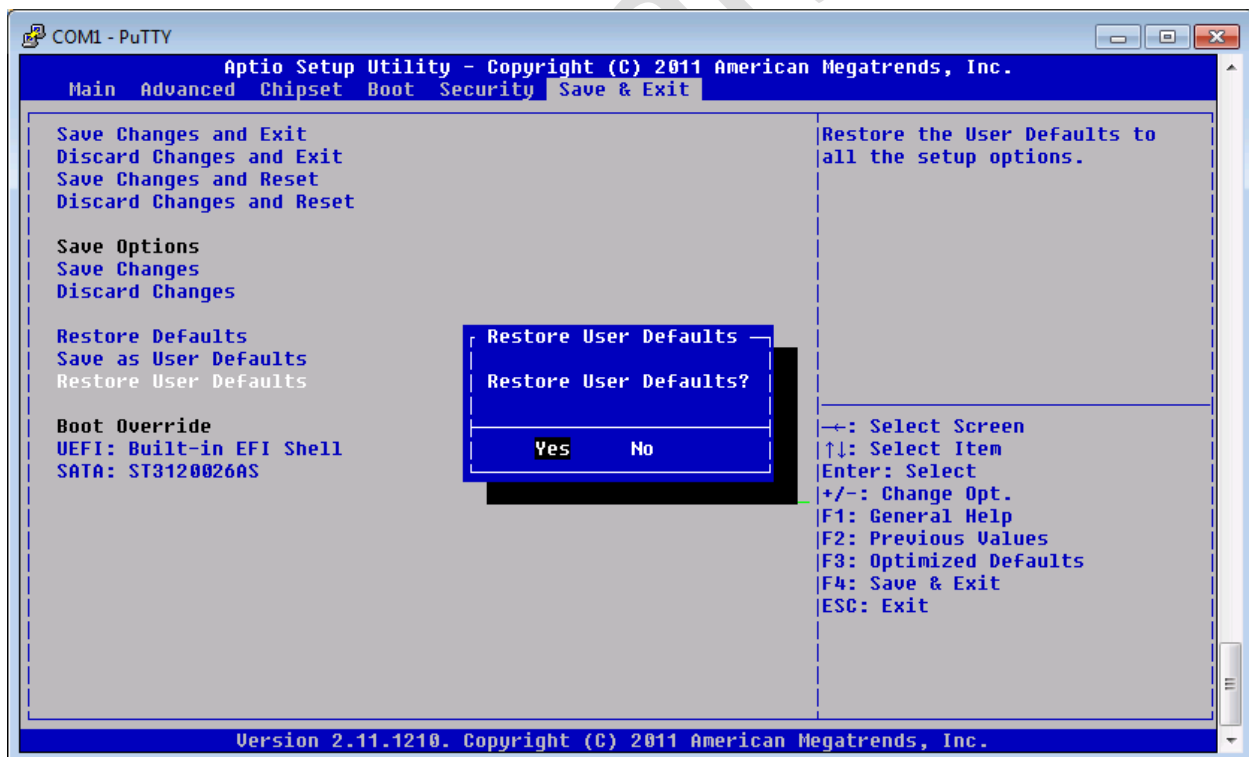 COM1 - PuTTY
Aptio Setup Utility - Copyright (C) 2011 American Megatrends, Inc.
Main Advanced Chipset Boot Security Save & Exit
Save Changes and Exit
Discard Changes and Exit
Save Changes and Reset
Discard Changes and Reset
Save Options
Save Changes
Discard Changes
Restore Defaults
Save as User Defaults
Restore User Defaults
Boot Override
UEFI: Built-in EFI Shell
SATA: ST3120026AS
Restore User Defaults
Restore User Defaults?
Yes No
Restore the User Defaults to
all the setup options.
→←: Select Screen
↑↓: Select Item
Enter: Select
+/-: Change Opt.
F1: General Help
F2: Previous Values
F3: Optimized Defaults
F4: Save & Exit
ESC: Exit
Version 2.11.1210. Copyright (C) 2011 American Megatrends, Inc.